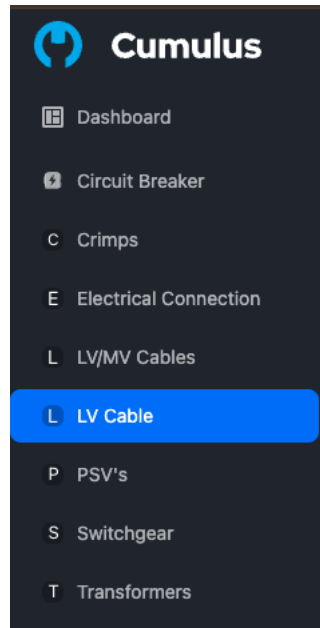 Cumulus
Dashboard
Circuit Breaker
C Crimps
E Electrical Connection
L LV/MV Cables
L LV Cable
P PSV's
S Switchgear
T Transformers